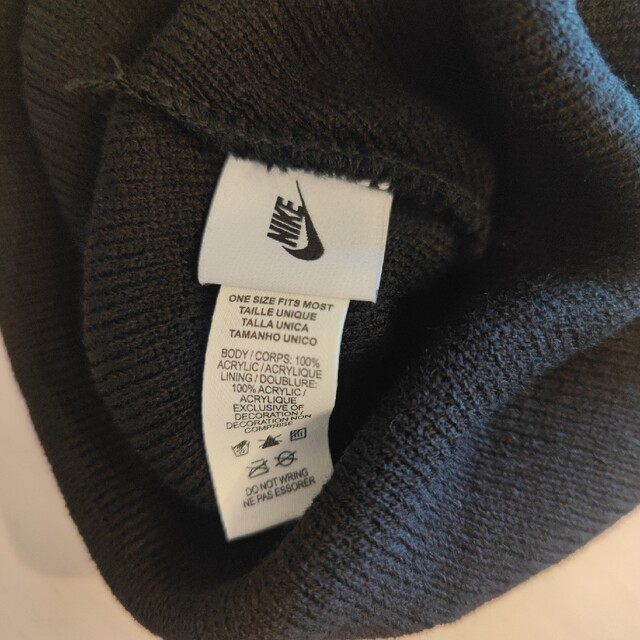 NIKE
ONE SIZE FITS MOST
TAILLE UNIQUE
TALLA UNICA
TAMANHO UNICO
BODY / CORPS: 100%
ACRYLIC / ACRYLIQUE
LINING / DOUBLURE:
100% ACRYLIC /
ACRYLIQUE
EXCLUSIVE OF
DECORATION
DECORATION NON
COMPRISE
DO NOT WRING
NE PAS ESSORER